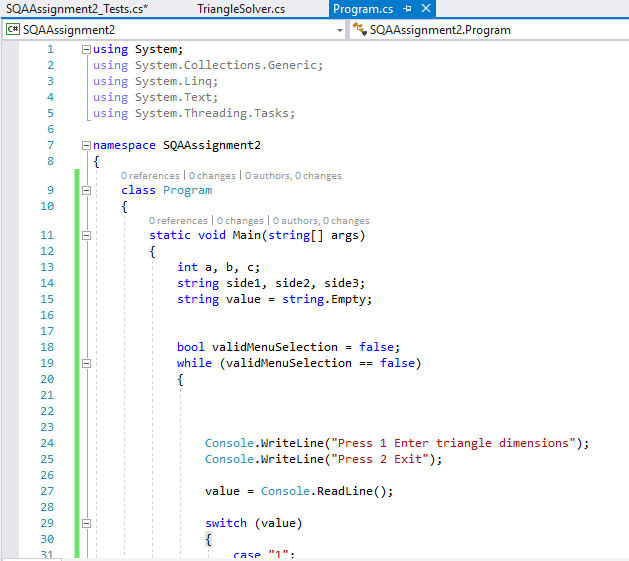 SQAAssignment2_Tests.cs* TriangleSolver.cs Program.cs
C# SQAAssignment2 SQAAssignment2.Program
1 using System;
2 using System.Collections.Generic;
3 using System.Linq;
4 using System.Text;
5 using System.Threading.Tasks;
6
7 namespace SQAAssignment2
8 {
0 references | 0 changes | 0 authors, 0 changes
9 class Program
10 {
0 references | 0 changes | 0 authors, 0 changes
11 static void Main(string[] args)
12 {
13 int a, b, c;
14 string side1, side2, side3;
15 string value = string.Empty;
16
17
18 bool validMenuSelection = false;
19 while (validMenuSelection == false)
20 {
21
22
23
24 Console.WriteLine("Press 1 Enter triangle dimensions");
25 Console.WriteLine("Press 2 Exit");
26
27 value = Console.ReadLine();
28
29 switch (value)
30 {
31 case "1":